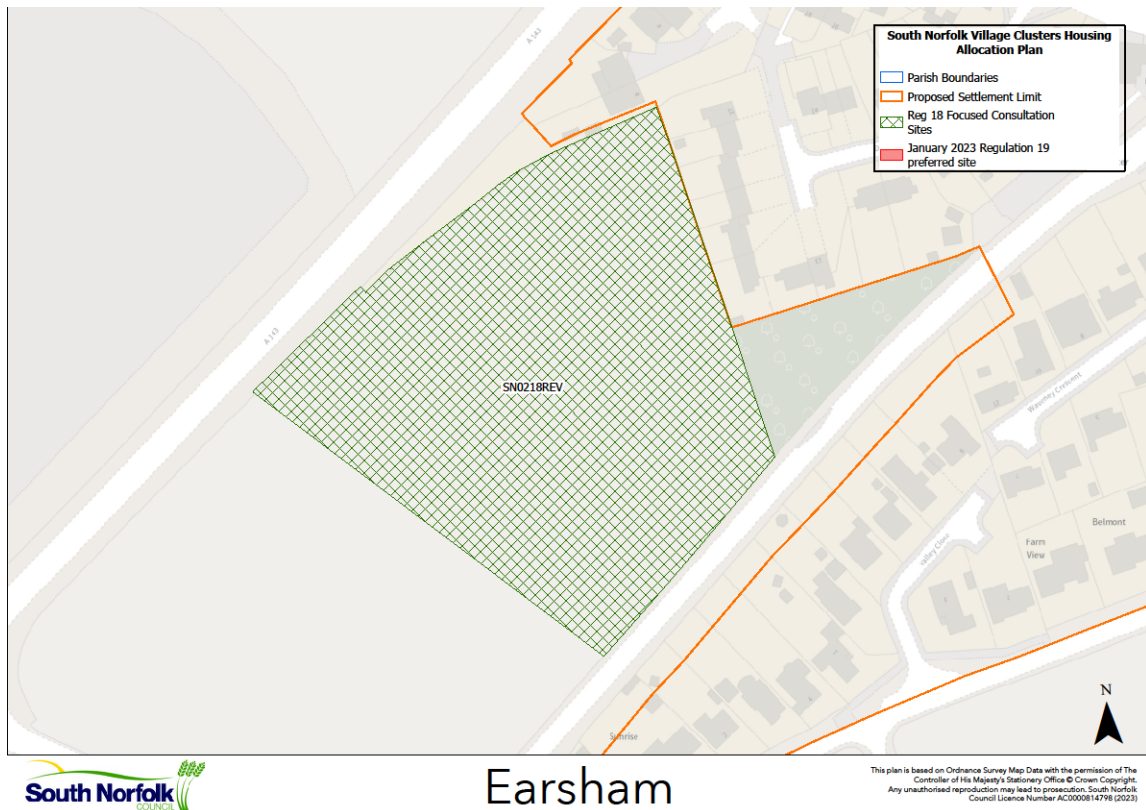 A 143
South Norfolk Village Clusters Housing
Allocation Plan
Parish Boundaries
Proposed Settlement Limit
Reg 18 Focused Consultation
Sites
January 2023 Regulation 19
preferred site
A 143
SN0218REV
Waveney Crescent
Belmont
Farm
View
Valley Close
Sunrise
N
South Norfolk
COUNCIL
Earsham
This plan is based on Ordnance Survey Map Data with the permission of The
Controller of His Majesty's Stationery Office © Crown Copyright.
Any unauthorised reproduction may lead to prosecution. South Norfolk
Council Licence Number AC0000814798 (2023)